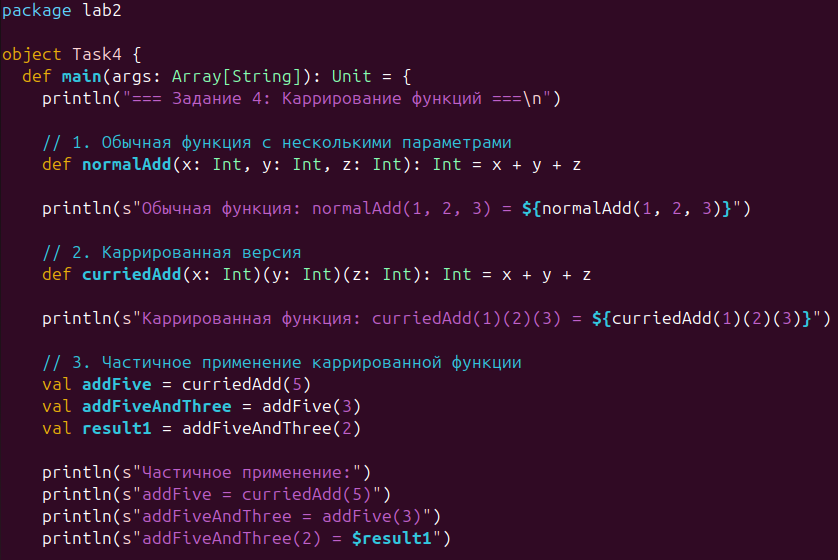 package lab2
object Task4 {
def main(args: Array[String]): Unit = {
println("=== Задание 4: Каррирование функций ===\n")
// 1. Обычная функция с несколькими параметрами
def normalAdd(x: Int, y: Int, z: Int): Int = x + y + z
println(s"Обычная функция: normalAdd(1, 2, 3) = ${normalAdd(1, 2, 3)}")
// 2. Каррированная версия
def curriedAdd(x: Int)(y: Int)(z: Int): Int = x + y + z
println(s"Каррированная функция: curriedAdd(1)(2)(3) = ${curriedAdd(1)(2)(3)}")
// 3. Частичное применение каррированной функции
val addFive = curriedAdd(5)
val addFiveAndThree = addFive(3)
val result1 = addFiveAndThree(2)
println(s"Частичное применение:")
println(s"addFive = curriedAdd(5)")
println(s"addFiveAndThree = addFive(3)")
println(s"addFiveAndThree(2) = $result1")